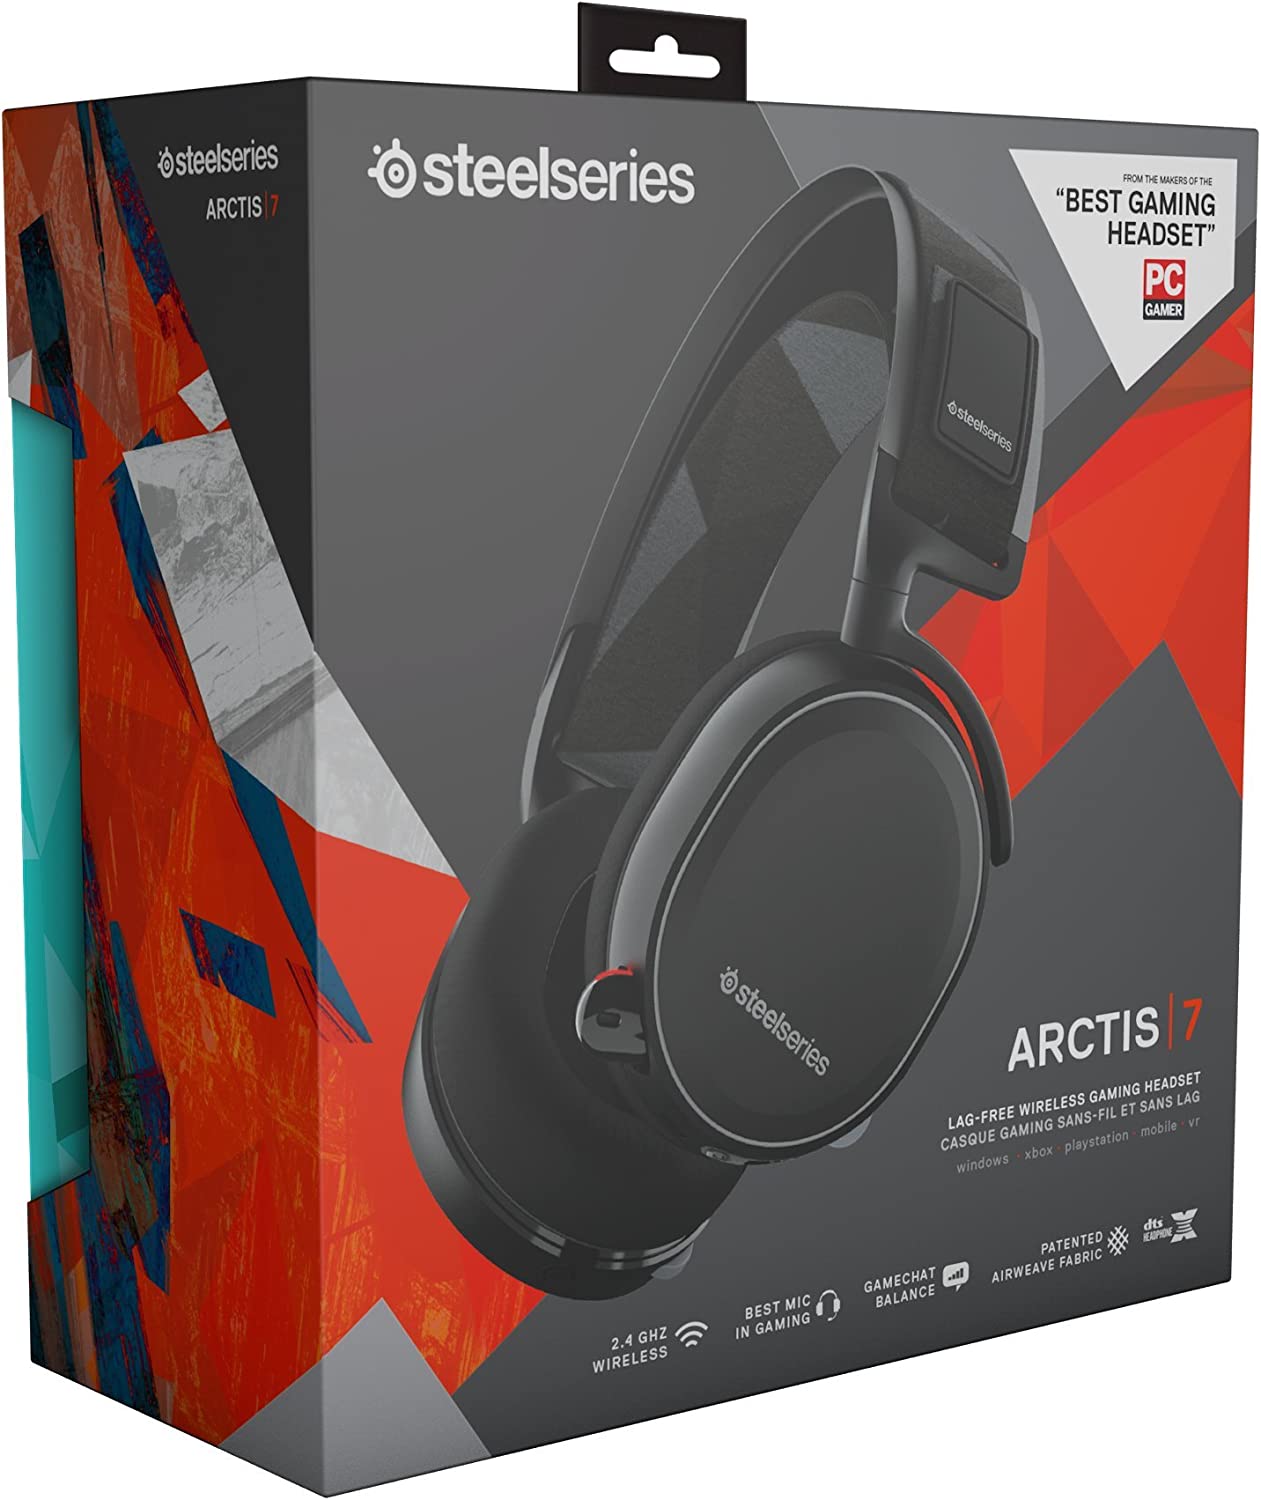 steelseries
ARCTIS|7
steelseries
FROM THE MAKERS OF THE
“BEST GAMING
HEADSET”
PC
GAMER
steelseries
steelseries
ARCTIS|7
LAG-FREE WIRELESS GAMING HEADSET
CASQUE GAMING SANS-FIL ET SANS LAG
windows · xbox · playstation · mobile · vr
2.4 GHZ
WIRELESS
BEST MIC
IN GAMING
GAMECHAT
BALANCE
PATENTED
AIRWEAVE FABRIC
dts
HEADPHONE X